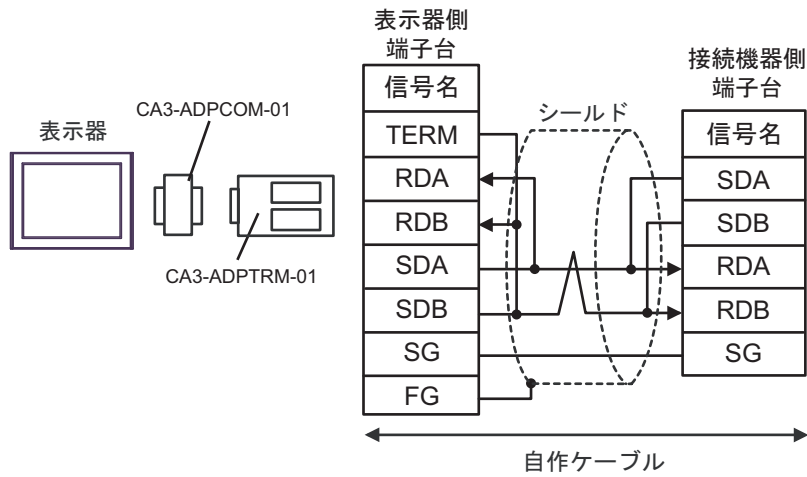 表示器
CA3-ADPCOM-01
CA3-ADPTRM-01
表示器側
端子台
信号名
TERM
RDA
RDB
SDA
SDB
SG
FG
シールド
接続機器側
端子台
信号名
SDA
SDB
RDA
RDB
SG
自作ケーブル